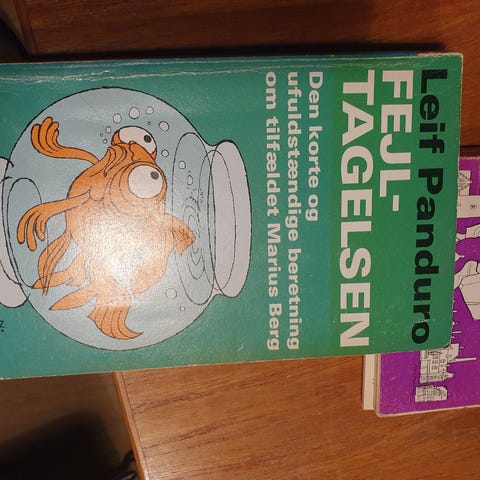 Leif Panduro
FEJL-
TAGELSEN
Den korte og
ufuldstændige beretning
om tilfældet Marius Berg